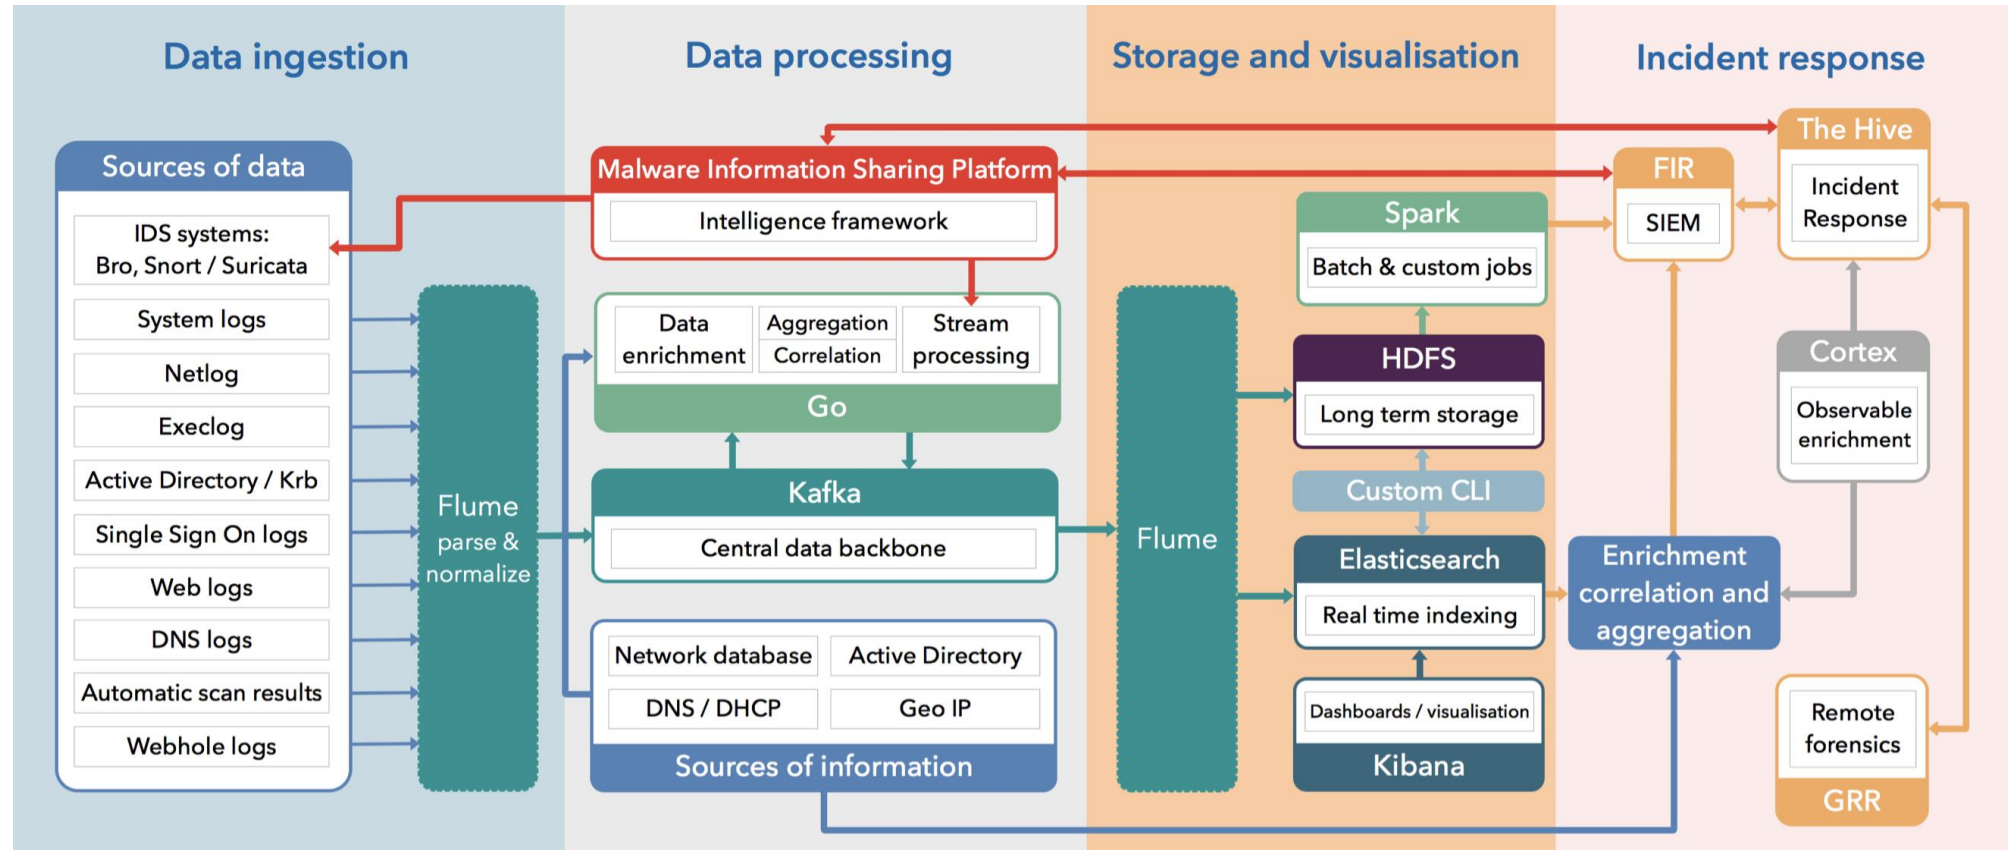 Data ingestion
Data processing
Storage and visualisation
Incident response
Sources of data
IDS systems:
Bro, Snort / Suricata
System logs
Netlog
Execlog
Active Directory / Krb
Single Sign On logs
Web logs
DNS logs
Automatic scan results
Webhole logs
Flume
parse &
normalize
Malware Information Sharing Platform
Intelligence framework
Data
enrichment
Aggregation
Correlation
Stream
processing
Go
Kafka
Central data backbone
Network database
Active Directory
DNS / DHCP
Geo IP
Sources of information
Flume
Spark
Batch & custom jobs
HDFS
Long term storage
Custom CLI
Elasticsearch
Real time indexing
Dashboards / visualisation
Kibana
FIR
SIEM
The Hive
Incident
Response
Cortex
Observable
enrichment
Enrichment
correlation and
aggregation
Remote
forensics
GRR